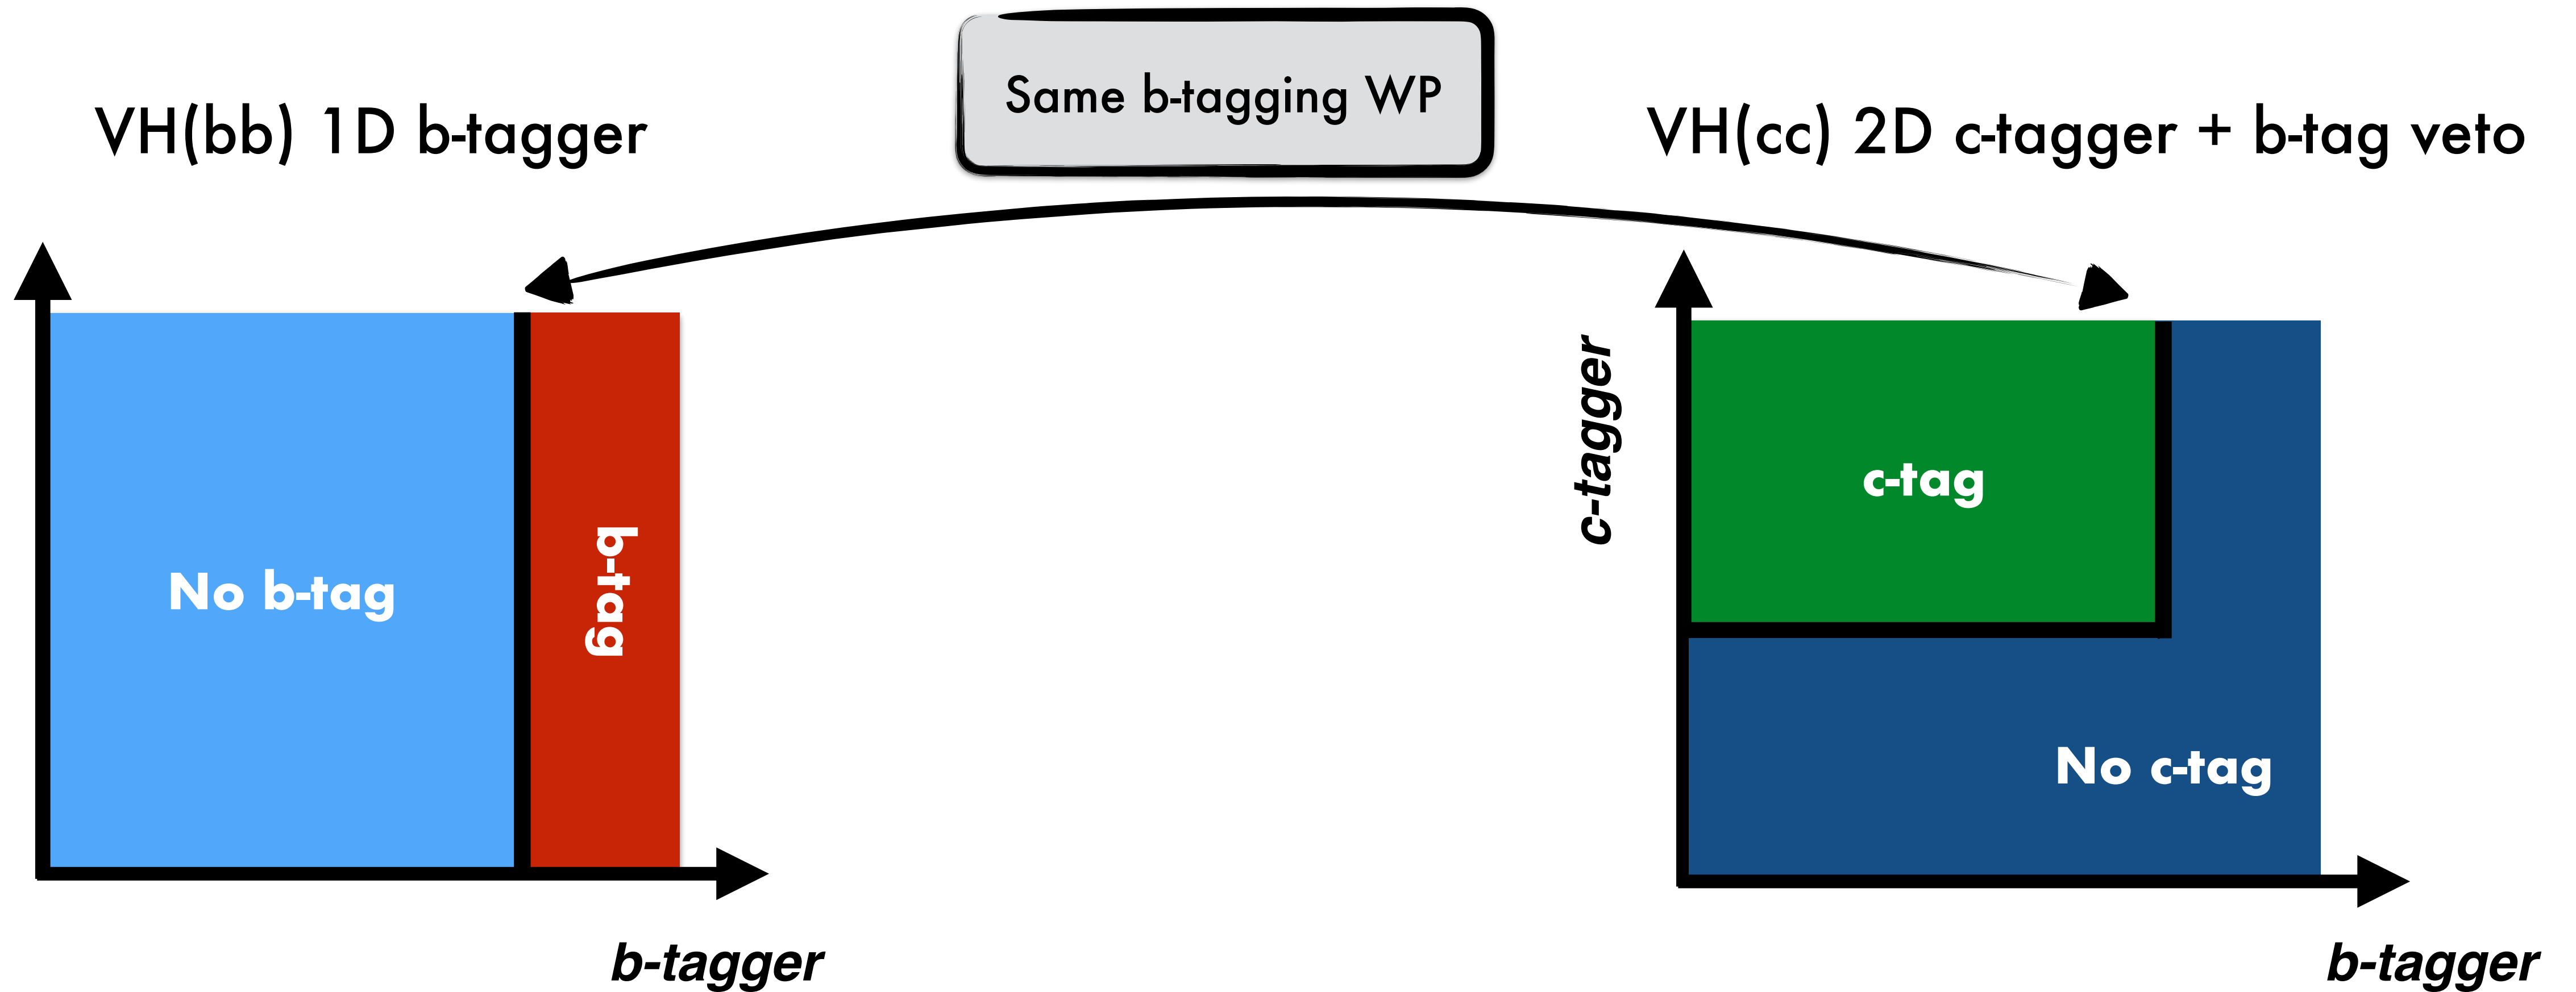 Same b-tagging WP
VH(bb) 1D b-tagger
VH(cc) 2D c-tagger + b-tag veto
No b-tag
b-tag
b-tagger
c-tagger
c-tag
No c-tag
b-tagger